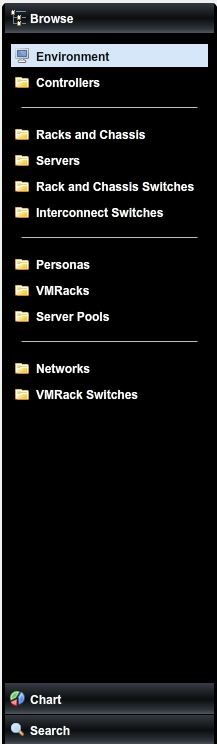 Browse
Environment
Controllers
Racks and Chassis
Servers
Rack and Chassis Switches
Interconnect Switches
Personas
VMRacks
Server Pools
Networks
VMRack Switches
Chart
Search